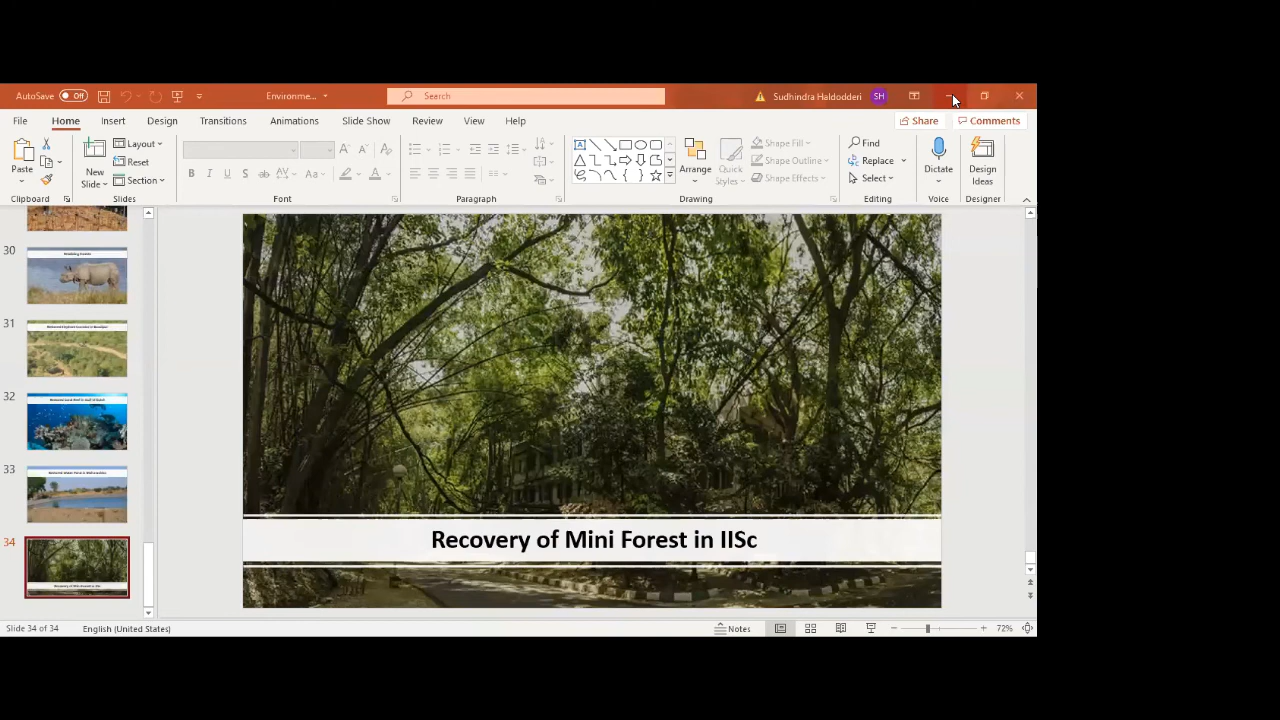 AutoSave Off Environme... Search Sudhindra Haldodderi SH
File Home Insert Design Transitions Animations Slide Show Review View Help Share Comments
Paste New Slide Layout Reset Section
B I U S ab AV Aa A
Arrange Quick Styles Shape Fill Shape Outline Shape Effects
Find Replace Select Dictate Design Ideas
Clipboard Slides Font Paragraph Drawing Editing Voice Designer
30
31
32
33
34
Recovery of Mini Forest in IISc
Slide 34 of 34 English (United States) Notes 72%